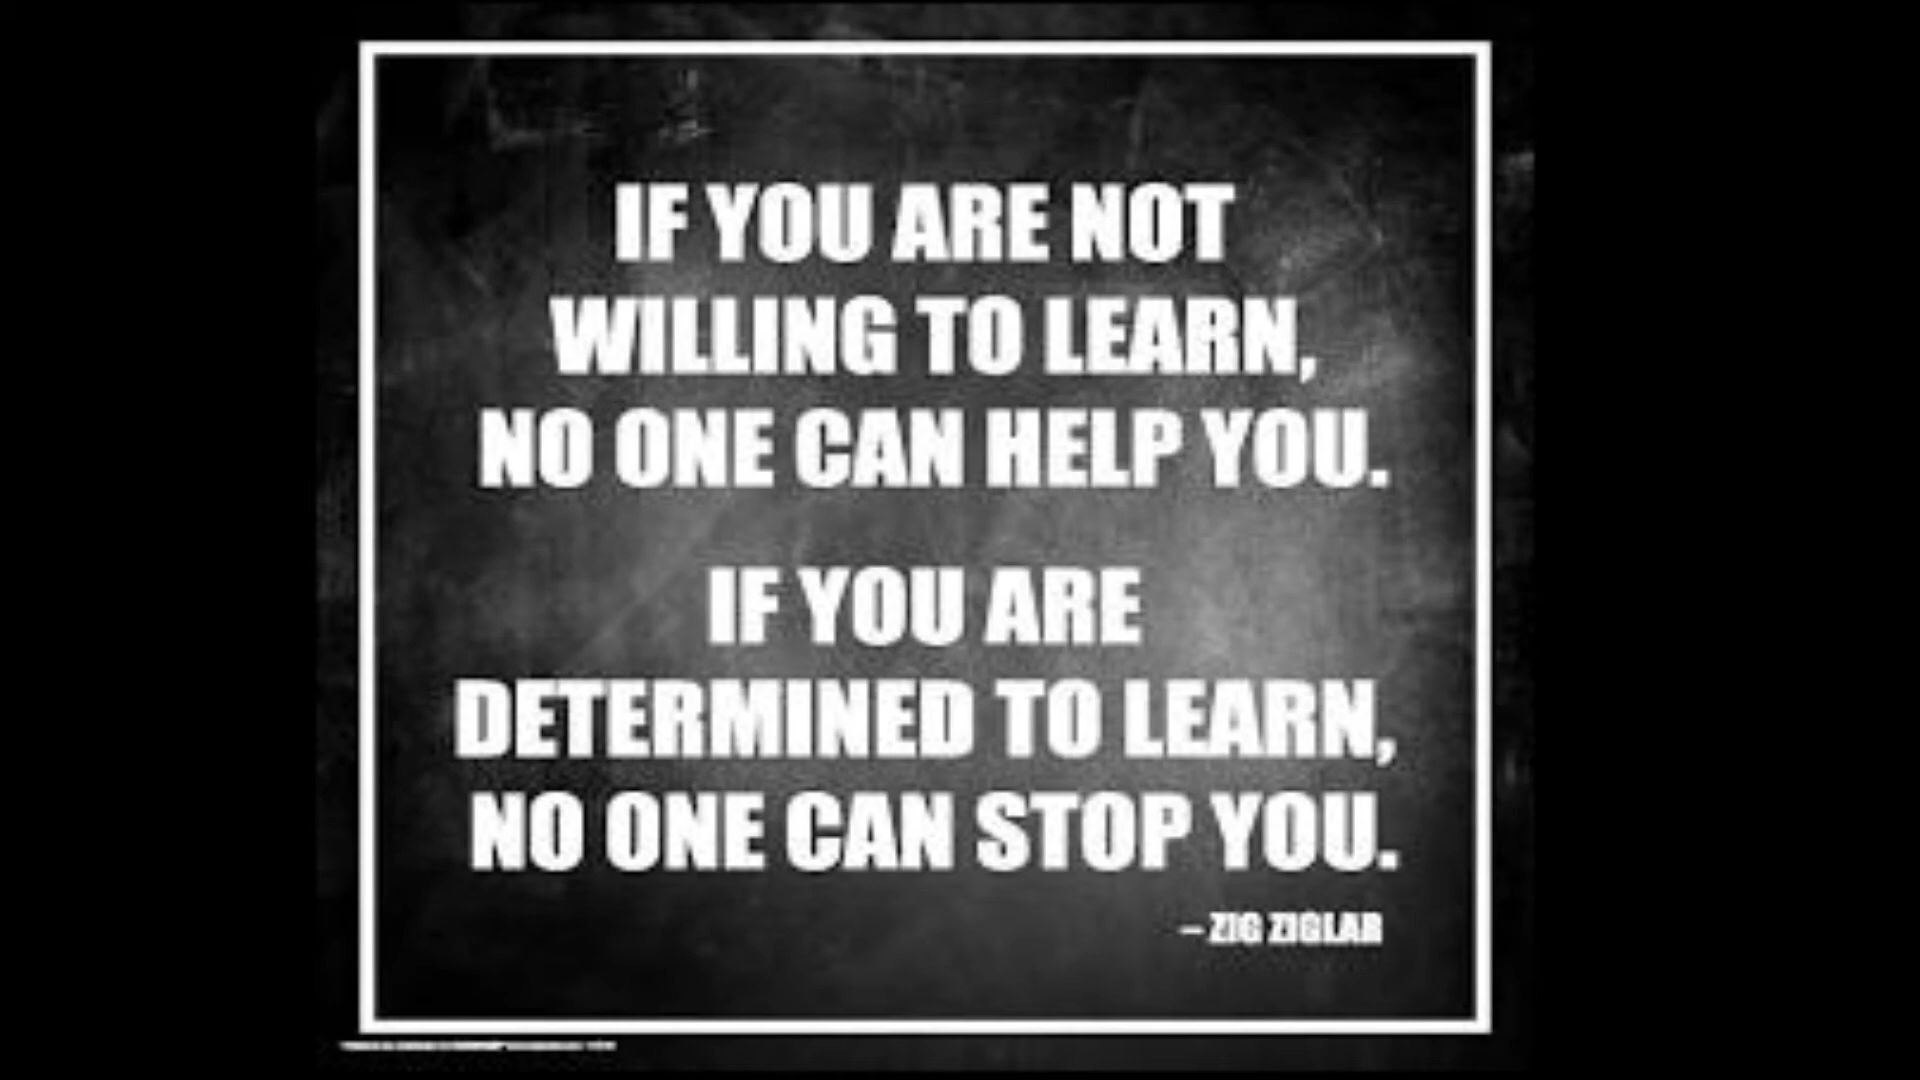 IF YOU ARE NOT
WILLING TO LEARN,
NO ONE CAN HELP YOU.
IF YOU ARE
DETERMINED TO LEARN,
NO ONE CAN STOP YOU.
– ZIG ZIGLAR